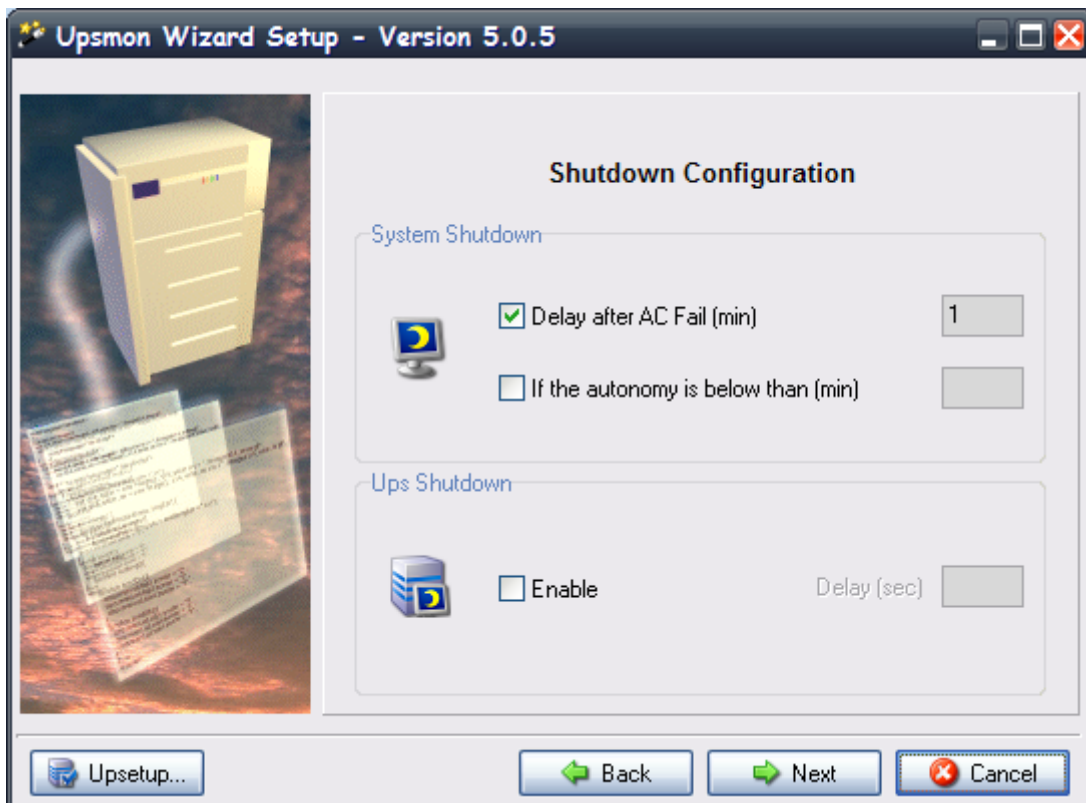 Upsmon Wizard Setup - Version 5.0.5
Shutdown Configuration
System Shutdown
Delay after AC Fail (min) 1
If the autonomy is below than (min)
Ups Shutdown
Enable Delay (sec)
Upsetup... Back Next Cancel